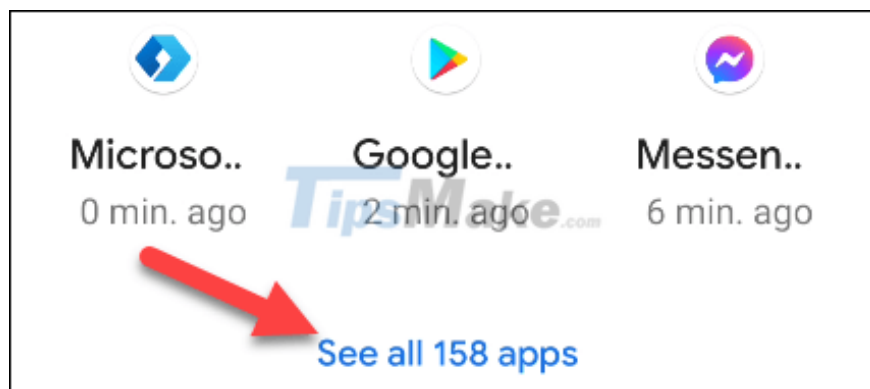 Microso.. Google.. Messen..
0 min. ago 2 min. ago 6 min. ago
TipsMake.com
See all 158 apps